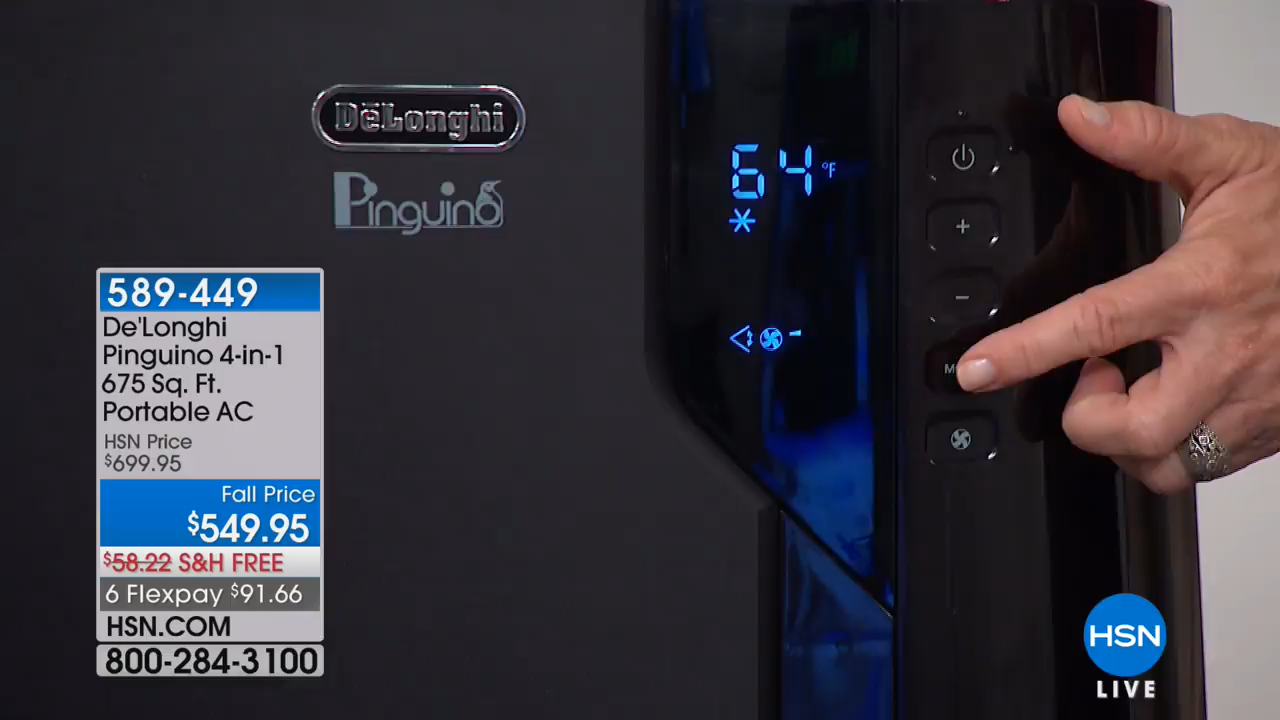 DeLonghi
Pinguino
64 °F
589-449
De'Longhi
Pinguino 4-in-1
675 Sq. Ft.
Portable AC
HSN Price
$699.95
Fall Price
$549.95
$58.22 S&H FREE
6 Flexpay $91.66
HSN.COM
800-284-3100
HSN
LIVE